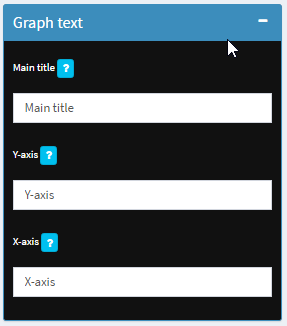 Graph text
Main title ?
Main title
Y-axis ?
Y-axis
X-axis ?
X-axis